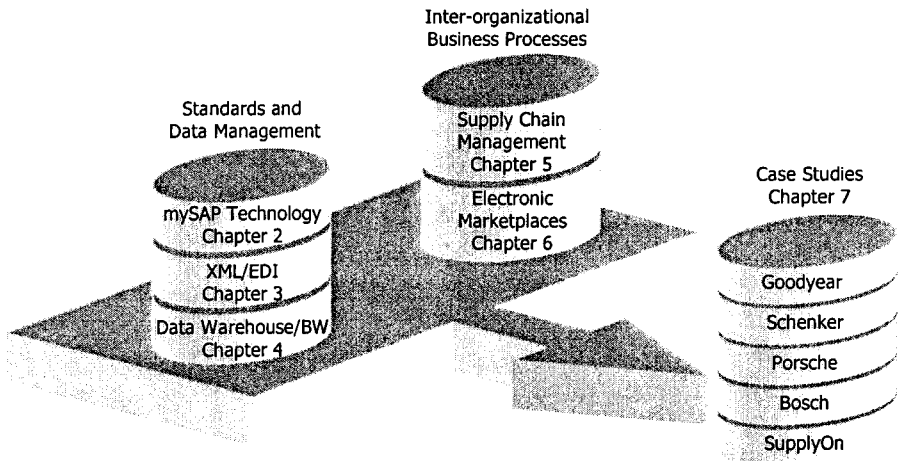 Inter-organizational
Business Processes
Standards and
Data Management
mySAP Technology
Chapter 2
XML/EDI
Chapter 3
Data Warehouse/BW
Chapter 4
Supply Chain
Management
Chapter 5
Electronic
Marketplaces
Chapter 6
Case Studies
Chapter 7
Goodyear
Schenker
Porsche
Bosch
SupplyOn